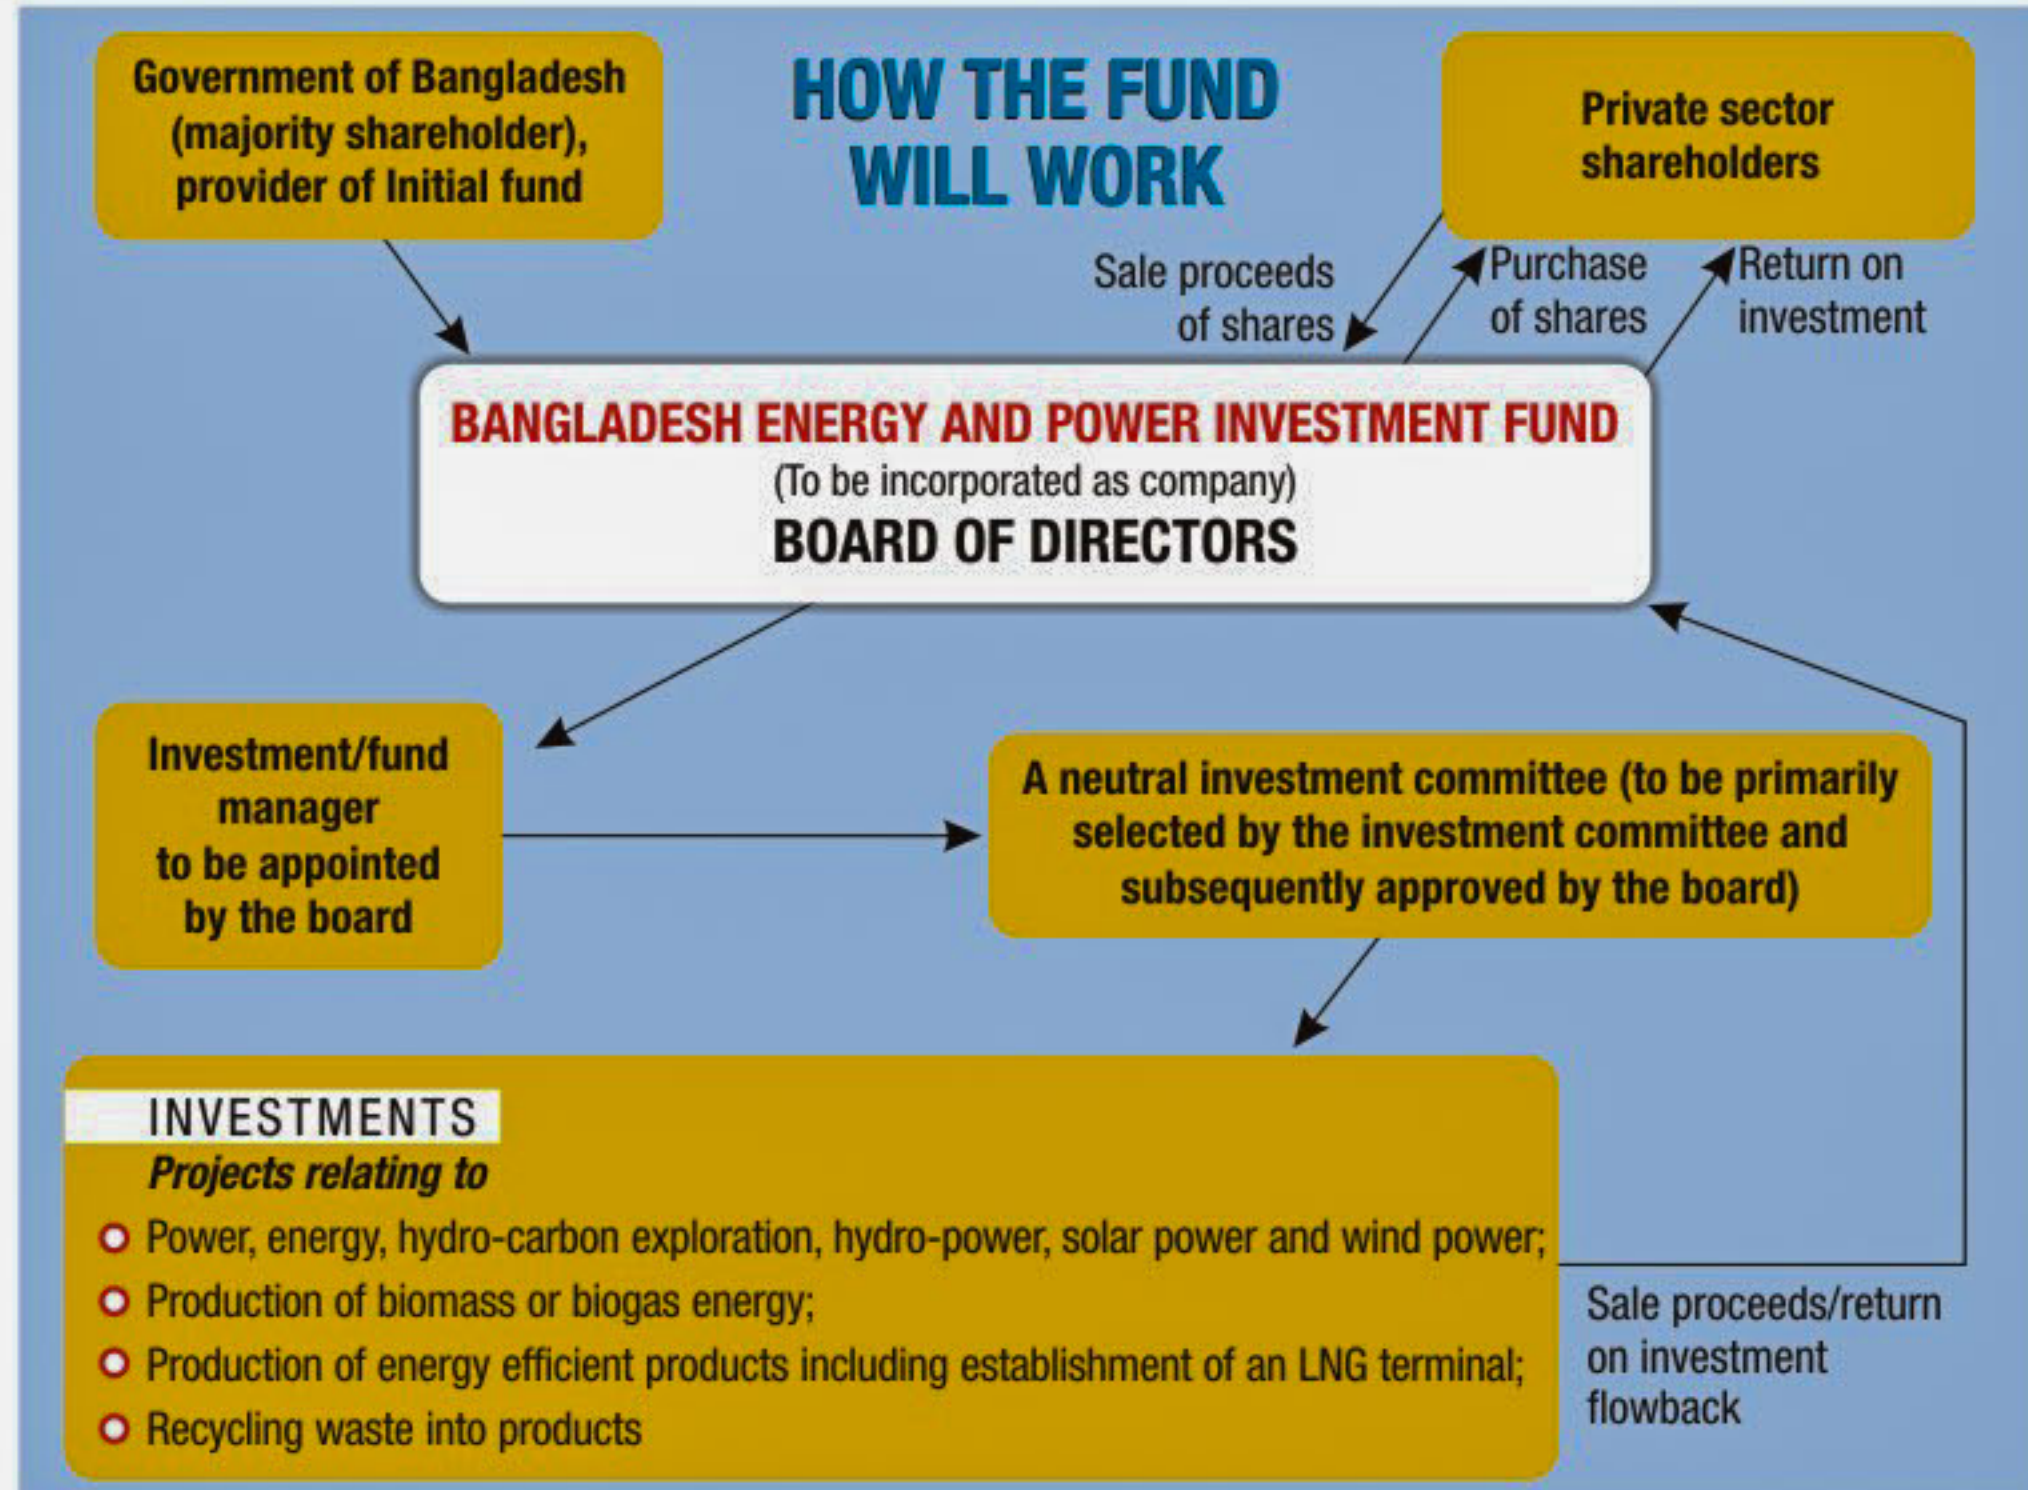 Government of Bangladesh
(majority shareholder),
provider of Initial fund
HOW THE FUND
WILL WORK
Private sector
shareholders
Sale proceeds
of shares
Purchase
of shares
Return on
investment
BANGLADESH ENERGY AND POWER INVESTMENT FUND
(To be incorporated as company)
BOARD OF DIRECTORS
Investment/fund
manager
to be appointed
by the board
A neutral investment committee (to be primarily
selected by the investment committee and
subsequently approved by the board)
INVESTMENTS
Projects relating to
Power, energy, hydro-carbon exploration, hydro-power, solar power and wind power;
Production of biomass or biogas energy;
Production of energy efficient products including establishment of an LNG terminal;
Recycling waste into products
Sale proceeds/return
on investment
flowback